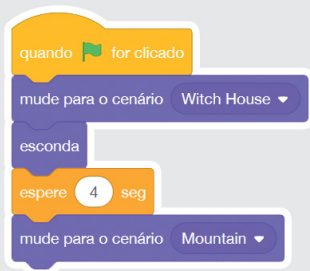 quando for clicado
mude para o cenário Witch House
esconda
espere 4 seg
mude para o cenário Mountain